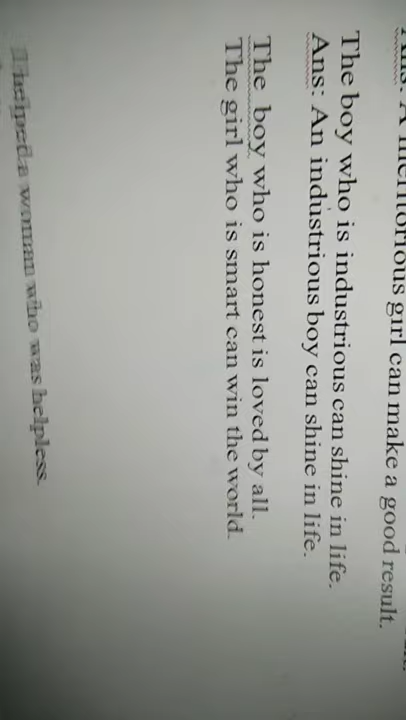 Ans: A meritorious girl can make a good result.
The boy who is industrious can shine in life.
Ans: An industrious boy can shine in life.
The boy who is honest is loved by all.
The girl who is smart can win the world.
I helped a woman who was helpless.